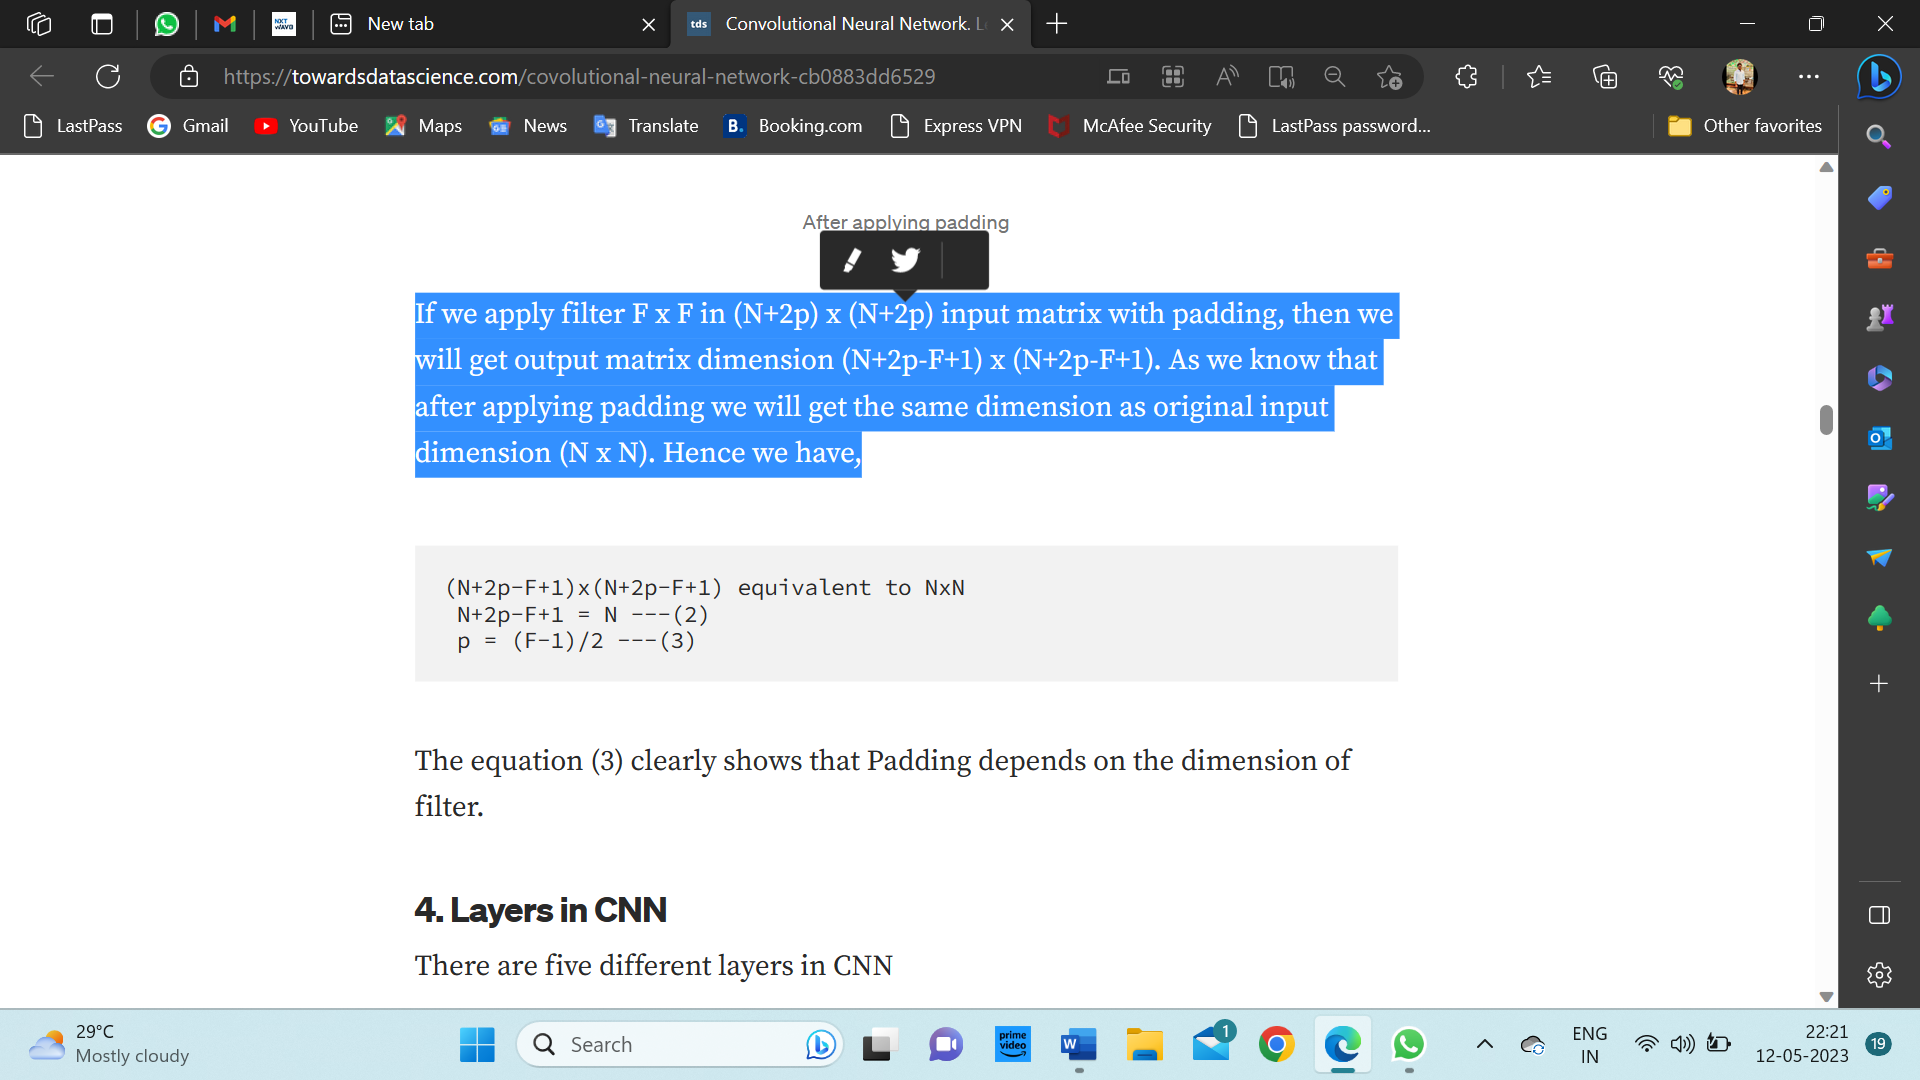 New tab
tds
Convolutional Neural Network. L
NXT WAVE
https://towardsdatascience.com/covolutional-neural-network-cb0883dd6529
LastPass
Gmail
YouTube
Maps
News
Translate
B.
Booking.com
Express VPN
McAfee Security
LastPass password...
Other favorites
After applying padding
If we apply filter F x F in (N+2p) x (N+2p) input matrix with padding, then we
will get output matrix dimension (N+2p-F+1) x (N+2p-F+1). As we know that
after applying padding we will get the same dimension as original input
dimension (N x N). Hence we have,
(N+2p-F+1)x(N+2p-F+1) equivalent to NxN
N+2p-F+1 = N ---(2)
p = (F-1)/2 ---(3)
The equation (3) clearly shows that Padding depends on the dimension of
filter.
4. Layers in CNN
There are five different layers in CNN
29°C
Mostly cloudy
Search
prime video
W
1
ENG
IN
22:21
12-05-2023
19